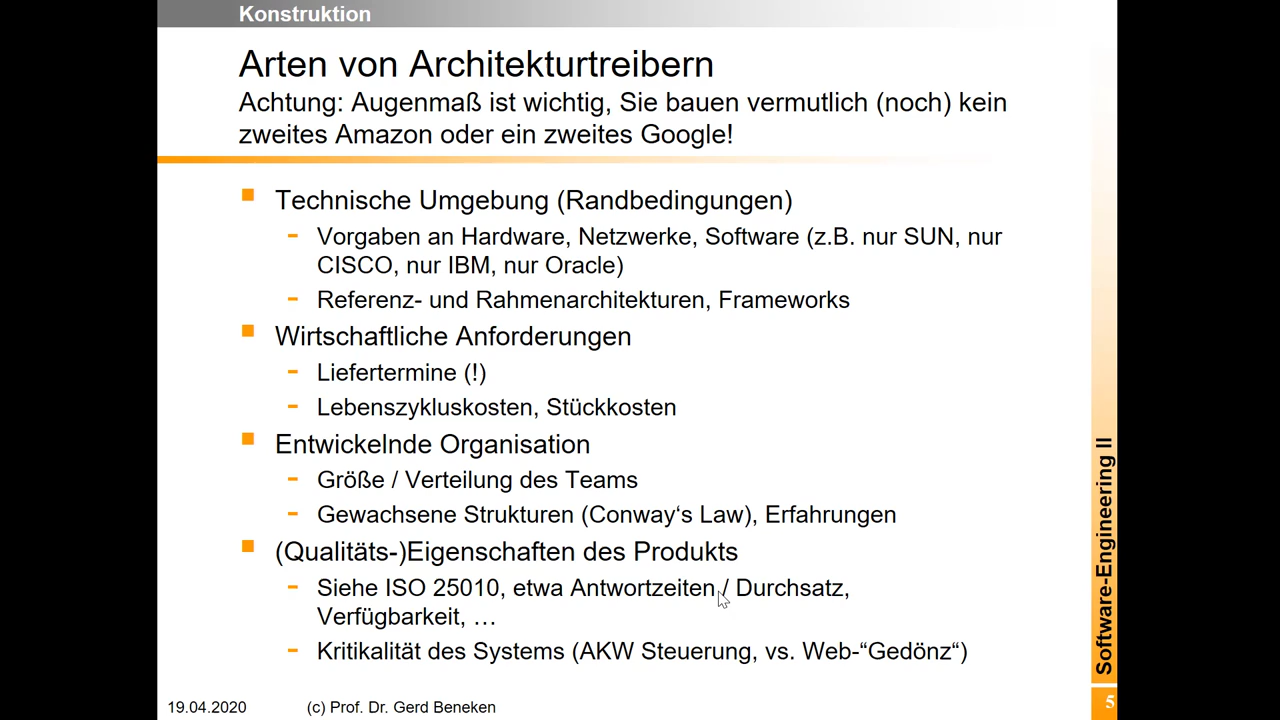 Konstruktion
Arten von Architekturtreibern
Achtung: Augenmaß ist wichtig, Sie bauen vermutlich (noch) kein
zweites Amazon oder ein zweites Google!
Technische Umgebung (Randbedingungen)
Vorgaben an Hardware, Netzwerke, Software (z.B. nur SUN, nur
CISCO, nur IBM, nur Oracle)
Referenz- und Rahmenarchitekturen, Frameworks
Wirtschaftliche Anforderungen
Liefertermine (!)
Lebenszykluskosten, Stückkosten
Entwickelnde Organisation
Größe / Verteilung des Teams
Gewachsene Strukturen (Conway‘s Law), Erfahrungen
(Qualitäts-)Eigenschaften des Produkts
Siehe ISO 25010, etwa Antwortzeiten / Durchsatz,
Verfügbarkeit, …
Kritikalität des Systems (AKW Steuerung, vs. Web-“Gedönz“)
Software-Engineering II
19.04.2020
(c) Prof. Dr. Gerd Beneken
5